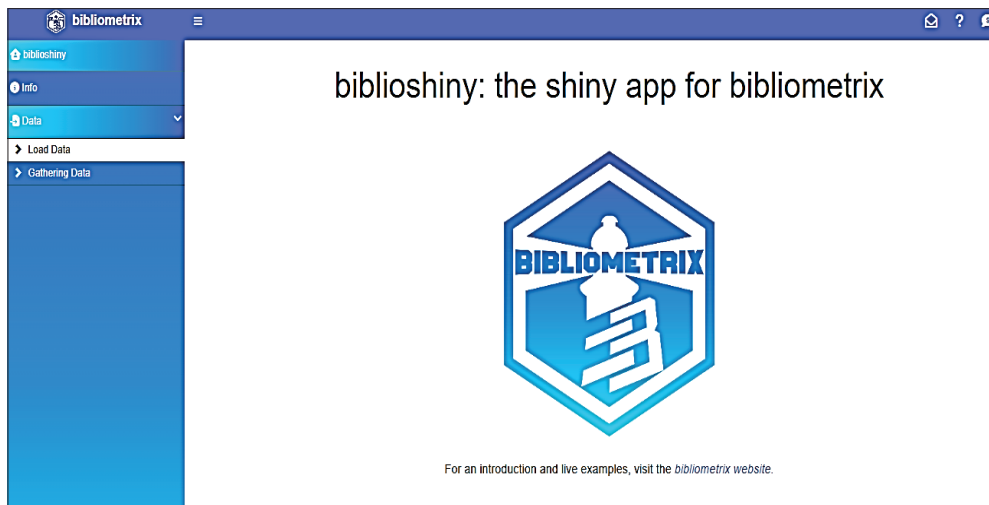 bibliometrix
?
biblioshiny
Info
Data
Load Data
Gathering Data
biblioshiny: the shiny app for bibliometrix
BIBLIOMETRIX
For an introduction and live examples, visit the bibliometrix website.